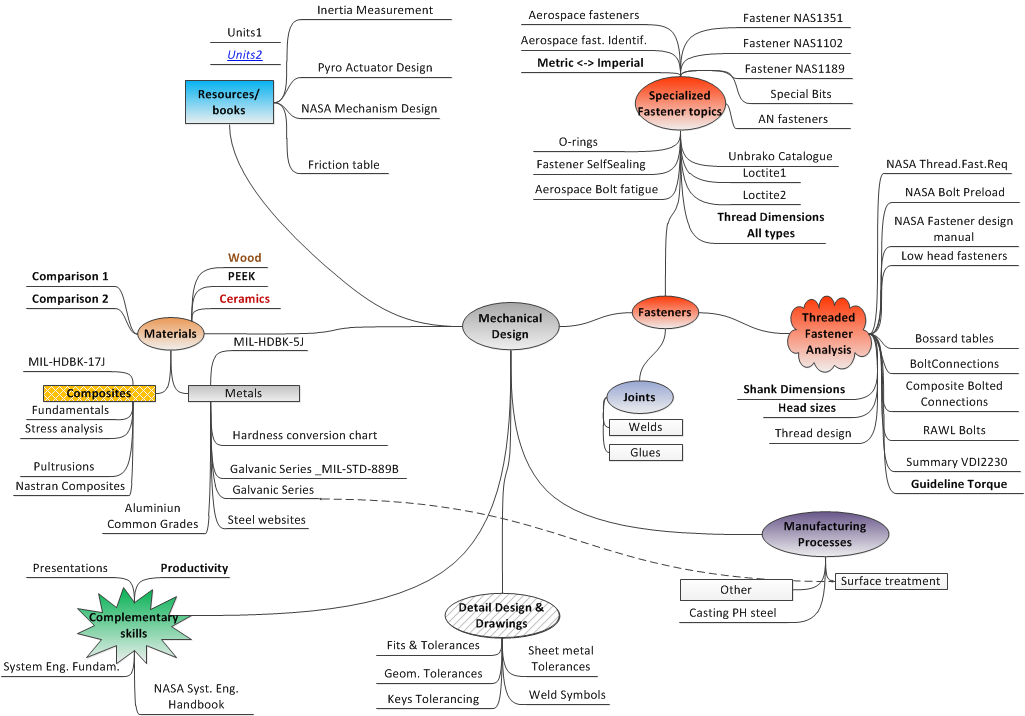 Inertia Measurement
Units1
Units2
Resources/
books
Pyro Actuator Design
NASA Mechanism Design
Friction table
Aerospace fasteners
Aerospace fast. Identif.
Metric <-> Imperial
Fastener NAS1351
Fastener NAS1102
Fastener NAS1189
Special Bits
AN fasteners
Specialized
Fastener topics
O-rings
Fastener SelfSealing
Aerospace Bolt fatigue
Unbrako Catalogue
Loctite1
Loctite2
Thread Dimensions
All types
NASA Thread.Fast.Req
NASA Bolt Preload
NASA Fastener design
manual
Low head fasteners
Wood
PEEK
Ceramics
Comparison 1
Comparison 2
Materials
Mechanical
Design
Fasteners
Threaded
Fastener
Analysis
Bossard tables
BoltConnections
Composite Bolted
Connections
RAWL Bolts
Summary VDI2230
Guideline Torque
Shank Dimensions
Head sizes
Thread design
Joints
Welds
Glues
MIL-HDBK-5J
MIL-HDBK-17J
Composites
Metals
Fundamentals
Stress analysis
Pultrusions
Nastran Composites
Hardness conversion chart
Galvanic Series _MIL-STD-889B
Galvanic Series
Steel websites
Aluminiun
Common Grades
Manufacturing
Processes
Surface treatment
Other
Casting PH steel
Presentations
Productivity
Complementary
skills
System Eng. Fundam.
NASA Syst. Eng.
Handbook
Detail Design &
Drawings
Fits & Tolerances
Geom. Tolerances
Keys Tolerancing
Sheet metal
Tolerances
Weld Symbols